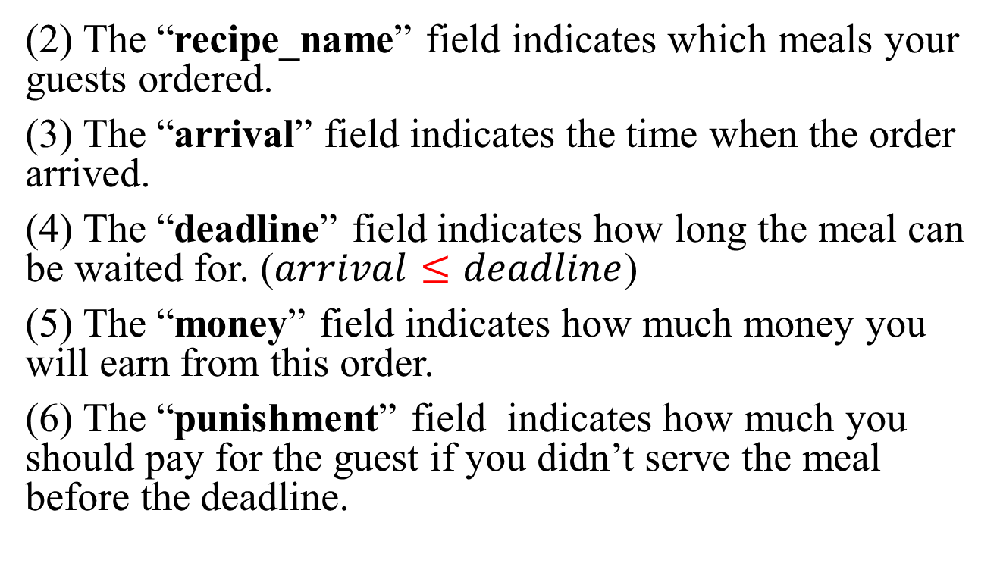 (2) The “recipe_name” field indicates which meals your
guests ordered.
(3) The “arrival” field indicates the time when the order
arrived.
(4) The “deadline” field indicates how long the meal can
be waited for. (arrival ≤ deadline)
(5) The “money” field indicates how much money you
will earn from this order.
(6) The “punishment” field  indicates how much you
should pay for the guest if you didn’t serve the meal
before the deadline.